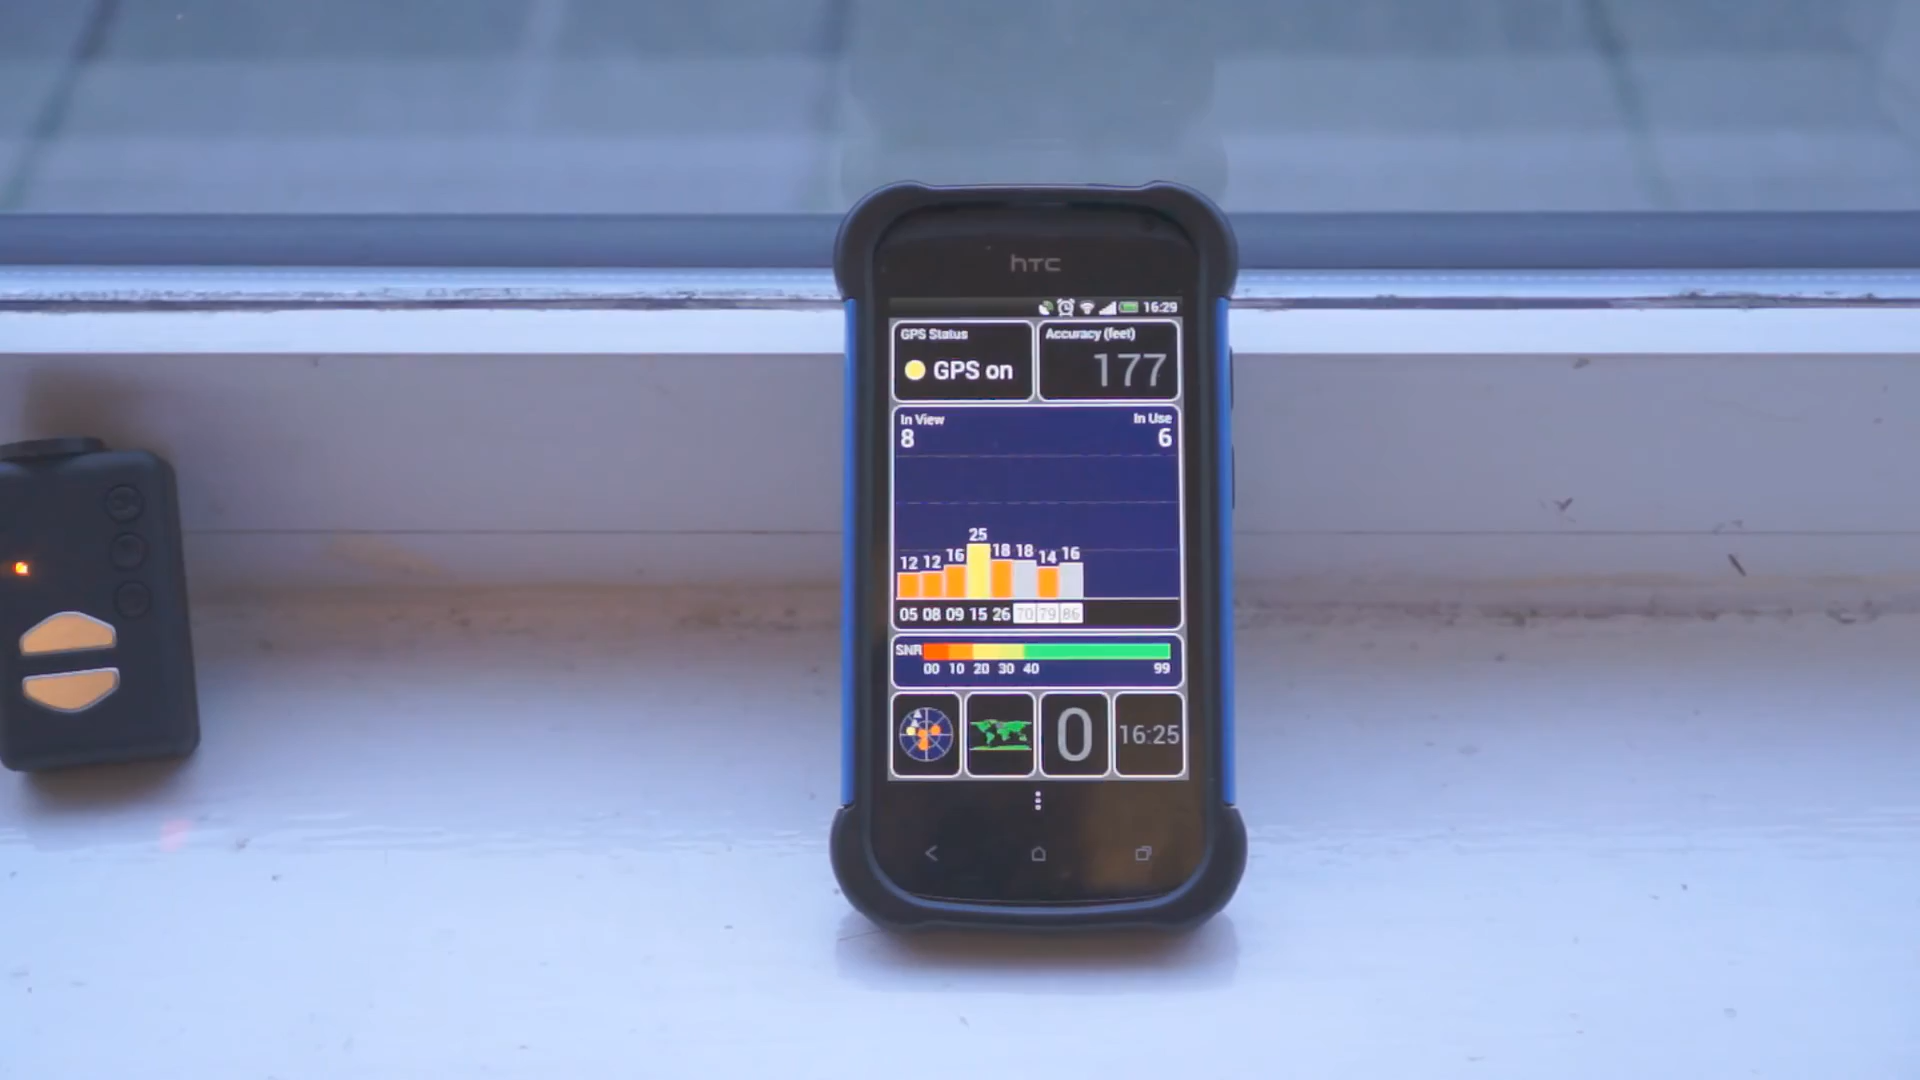 htc
16:29
GPS Status
Accuracy (feet)
GPS on
177
In View
In Use
8
6
25
12 12 16 18 18 14 16
05 08 09 15 26 70 79 86
SNR
00 10 20 30 40 99
0
16:25